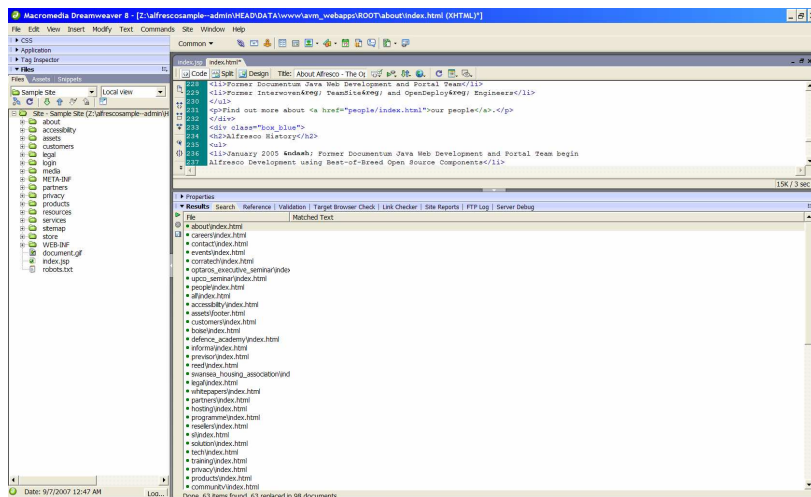 Macromedia Dreamweaver 8 - [Z:\alfrescosample--admin\HEAD\DATA\www\avm_webapps\ROOT\about\index.html (XHTML)*]
File Edit View Insert Modify Text Commands Site Window Help
CSS
Application
Tag Inspector
Files
Files Assets Snippets
Sample Site Local view
Site - Sample Site (Z:\alfrescosample--admin\H
about
accessibility
assets
customers
legal
login
media
META-INF
partners
privacy
products
resources
services
sitemap
store
WEB-INF
document.gif
index.jsp
robots.txt
Date: 9/7/2007 12:47 AM Log...
Common
index.jsp index.html*
Code Split Design Title: About Alfresco - The Op
228 <li>Former Documentum Java Web Development and Portal Team</li>
229 <li>Former Interwoven&reg; TeamSite&reg; and OpenDeploy&reg; Engineers</li>
230 </ul>
231 <p>Find out more about <a href="people/index.html">our people</a>.</p>
232 </div>
233 <div class="box_blue">
234 <h2>Alfresco History</h2>
235 <ul>
236 <li>January 2005 &ndash; Former Documentum Java Web Development and Portal Team begin
237 Alfresco Development using Best-of-Breed Open Source Components</li>
15K / 3 sec
Properties
Results Search Reference Validation Target Browser Check Link Checker Site Reports FTP Log Server Debug
File Matched Text
about\index.html
careers\index.html
contact\index.html
events\index.html
corratech\index.html
optaros_executive_seminar\index
upco_seminar\index.html
people\index.html
all\index.html
accessibility\index.html
assets\footer.html
customers\index.html
boise\index.html
defence_academy\index.html
informa\index.html
previsor\index.html
reed\index.html
swansea_housing_association\ind
legal\index.html
whitepapers\index.html
partners\index.html
hosting\index.html
programme\index.html
resellers\index.html
si\index.html
solution\index.html
tech\index.html
training\index.html
privacy\index.html
products\index.html
community\index.html
Done. 63 items found, 63 replaced in 98 documents.